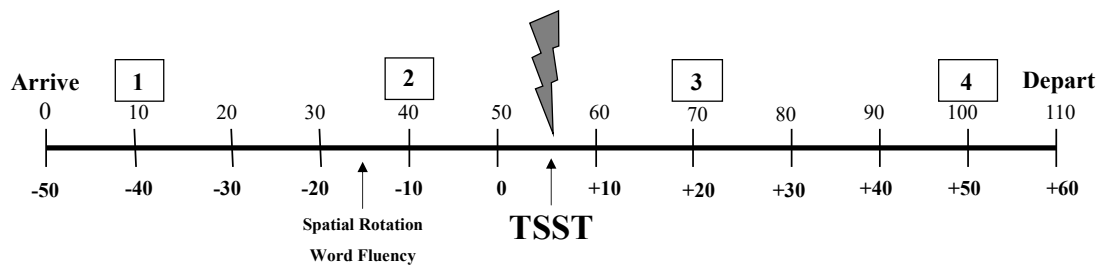 Arrive 1 2 3 4 Depart
0 10 20 30 40 50 60 70 80 90 100 110
-50 -40 -30 -20 -10 0 +10 +20 +30 +40 +50 +60
Spatial Rotation
Word Fluency
TSST